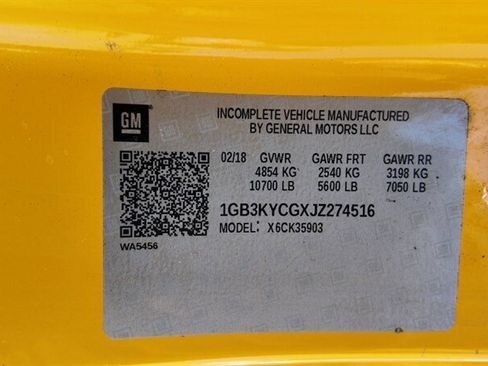 GM
INCOMPLETE VEHICLE MANUFACTURED
BY GENERAL MOTORS LLC
02/18 GVWR GAWR FRT GAWR RR
4854 KG 2540 KG 3198 KG
10700 LB 5600 LB 7050 LB
1GB3KYCGXJZ274516
MODEL: X6CK35903
WA5456